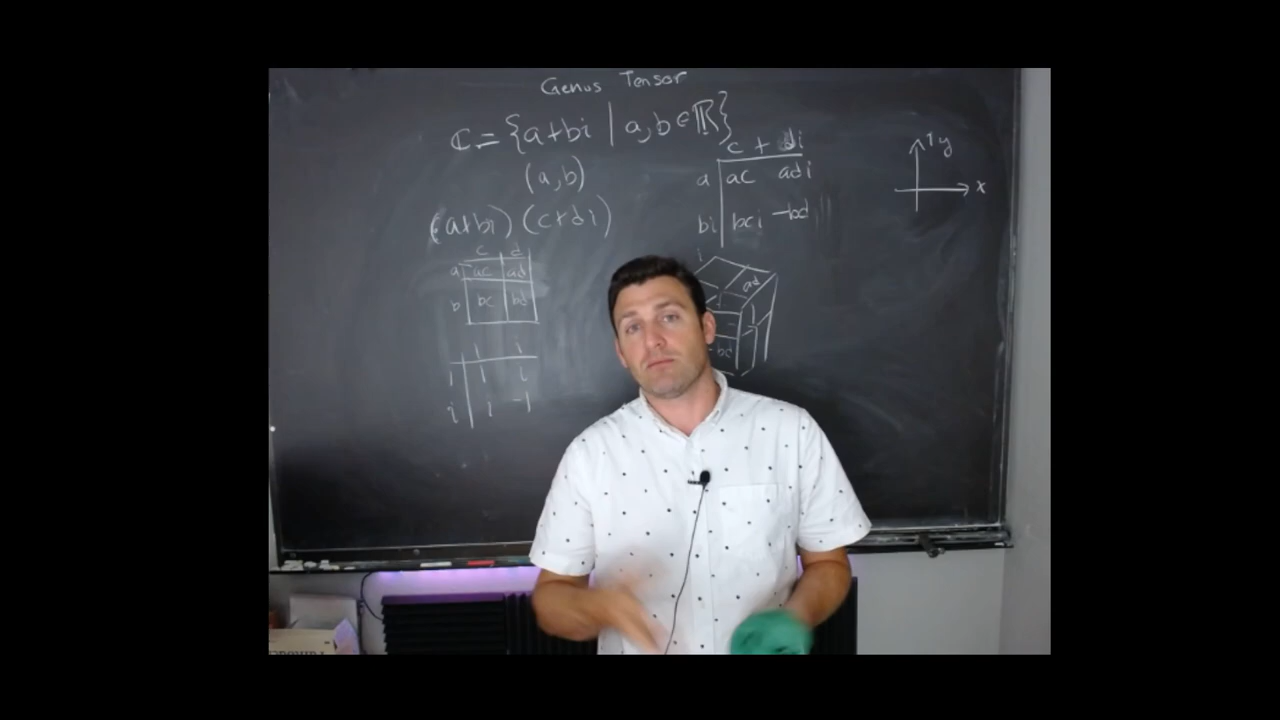 Genus Tensor
ℂ = {a+bi | a,b ∈ ℝ}
(a,b)
(a+bi)(c+di)
c + di
a ac adi
bi bci -bd
y
x
c d
a ac ad
b bc bd
1 i
1 1 i
i i -1
ad
-bd